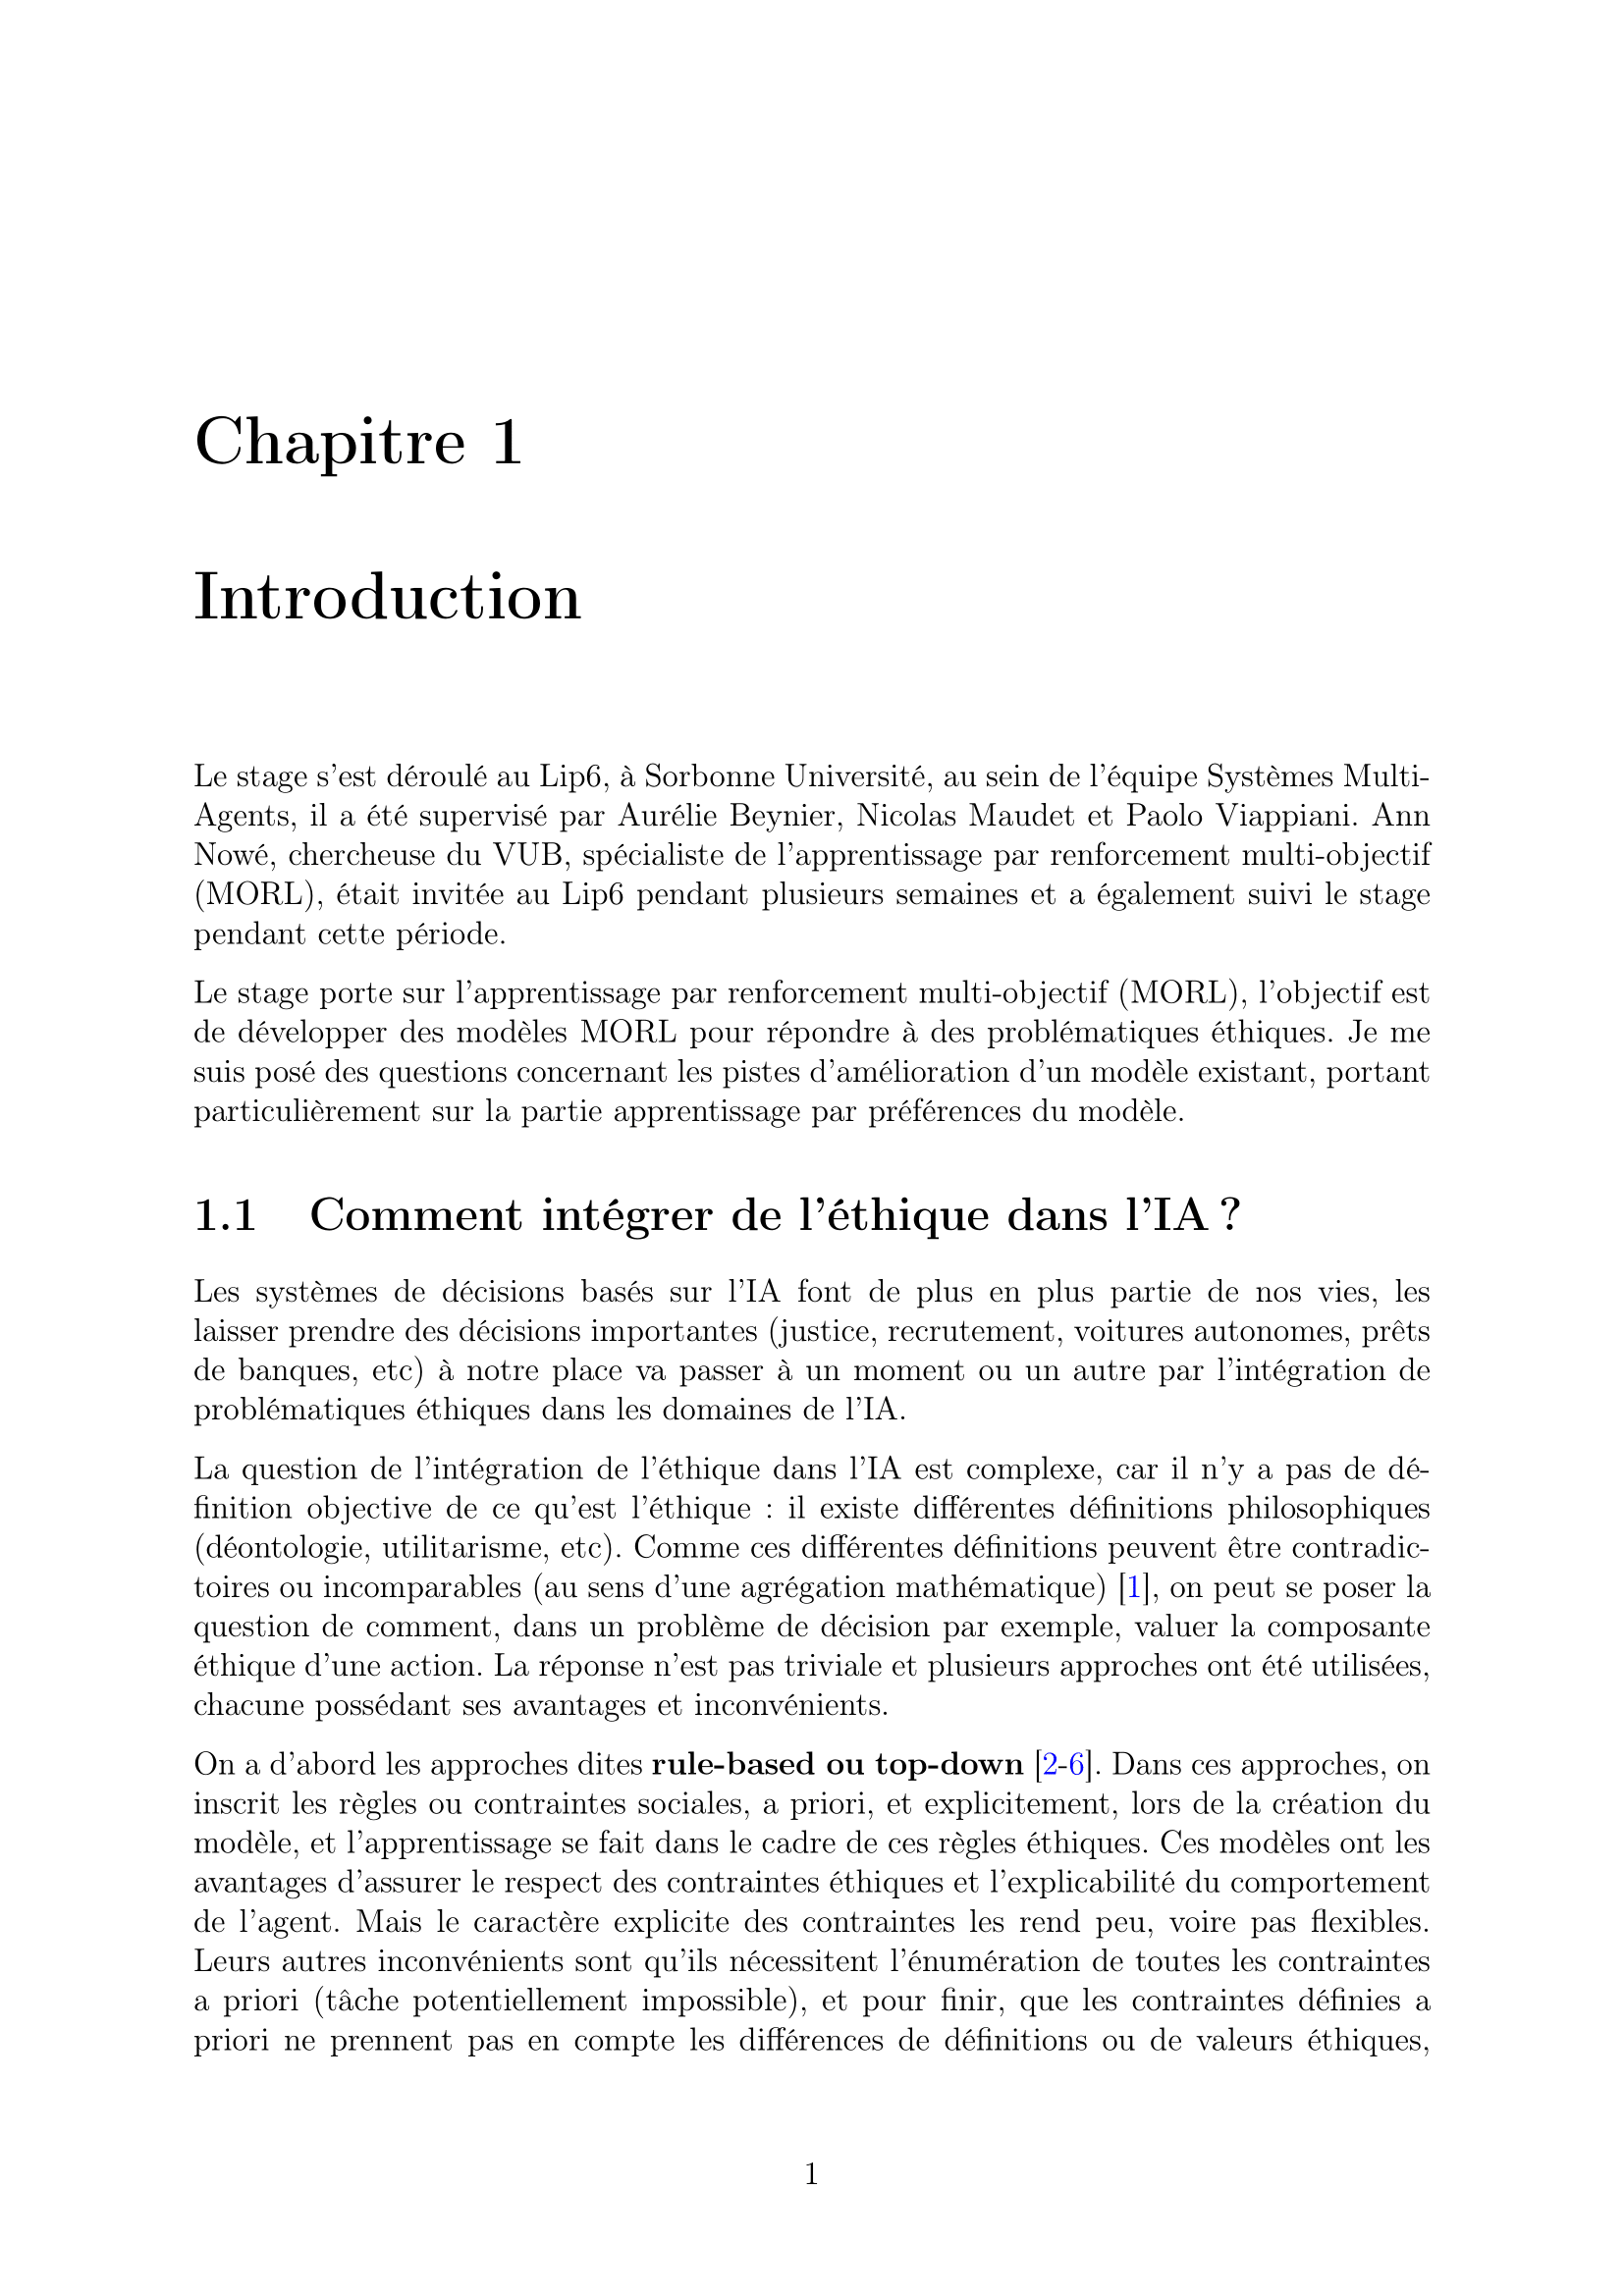 Chapitre 1
Introduction
Le stage s'est déroulé au Lip6, à Sorbonne Université, au sein de l'équipe Systèmes Multi-
Agents, il a été supervisé par Aurélie Beynier, Nicolas Maudet et Paolo Viappiani. Ann
Nowé, chercheuse du VUB, spécialiste de l'apprentissage par renforcement multi-objectif
(MORL), était invitée au Lip6 pendant plusieurs semaines et a également suivi le stage
pendant cette période.
Le stage porte sur l'apprentissage par renforcement multi-objectif (MORL), l'objectif est
de développer des modèles MORL pour répondre à des problématiques éthiques. Je me
suis posé des questions concernant les pistes d'amélioration d'un modèle existant, portant
particulièrement sur la partie apprentissage par préférences du modèle.
1.1 Comment intégrer de l'éthique dans l'IA ?
Les systèmes de décisions basés sur l'IA font de plus en plus partie de nos vies, les
laisser prendre des décisions importantes (justice, recrutement, voitures autonomes, prêts
de banques, etc) à notre place va passer à un moment ou un autre par l'intégration de
problématiques éthiques dans les domaines de l'IA.
La question de l'intégration de l'éthique dans l'IA est complexe, car il n'y a pas de dé-
finition objective de ce qu'est l'éthique : il existe différentes définitions philosophiques
(déontologie, utilitarisme, etc). Comme ces différentes définitions peuvent être contradic-
toires ou incomparables (au sens d'une agrégation mathématique) [1], on peut se poser la
question de comment, dans un problème de décision par exemple, valuer la composante
éthique d'une action. La réponse n'est pas triviale et plusieurs approches ont été utilisées,
chacune possédant ses avantages et inconvénients.
On a d'abord les approches dites rule-based ou top-down [2-6]. Dans ces approches, on
inscrit les règles ou contraintes sociales, a priori, et explicitement, lors de la création du
modèle, et l'apprentissage se fait dans le cadre de ces règles éthiques. Ces modèles ont les
avantages d'assurer le respect des contraintes éthiques et l'explicabilité du comportement
de l'agent. Mais le caractère explicite des contraintes les rend peu, voire pas flexibles.
Leurs autres inconvénients sont qu'ils nécessitent l'énumération de toutes les contraintes
a priori (tâche potentiellement impossible), et pour finir, que les contraintes définies a
priori ne prennent pas en compte les différences de définitions ou de valeurs éthiques,
1